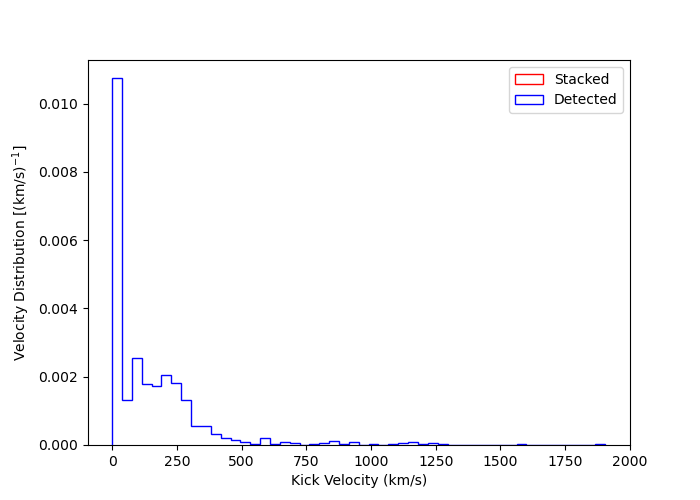 Stacked
Detected
Velocity Distribution [(km/s)⁻¹]
0.010
0.008
0.006
0.004
0.002
0.000
0 250 500 750 1000 1250 1500 1750 2000
Kick Velocity (km/s)